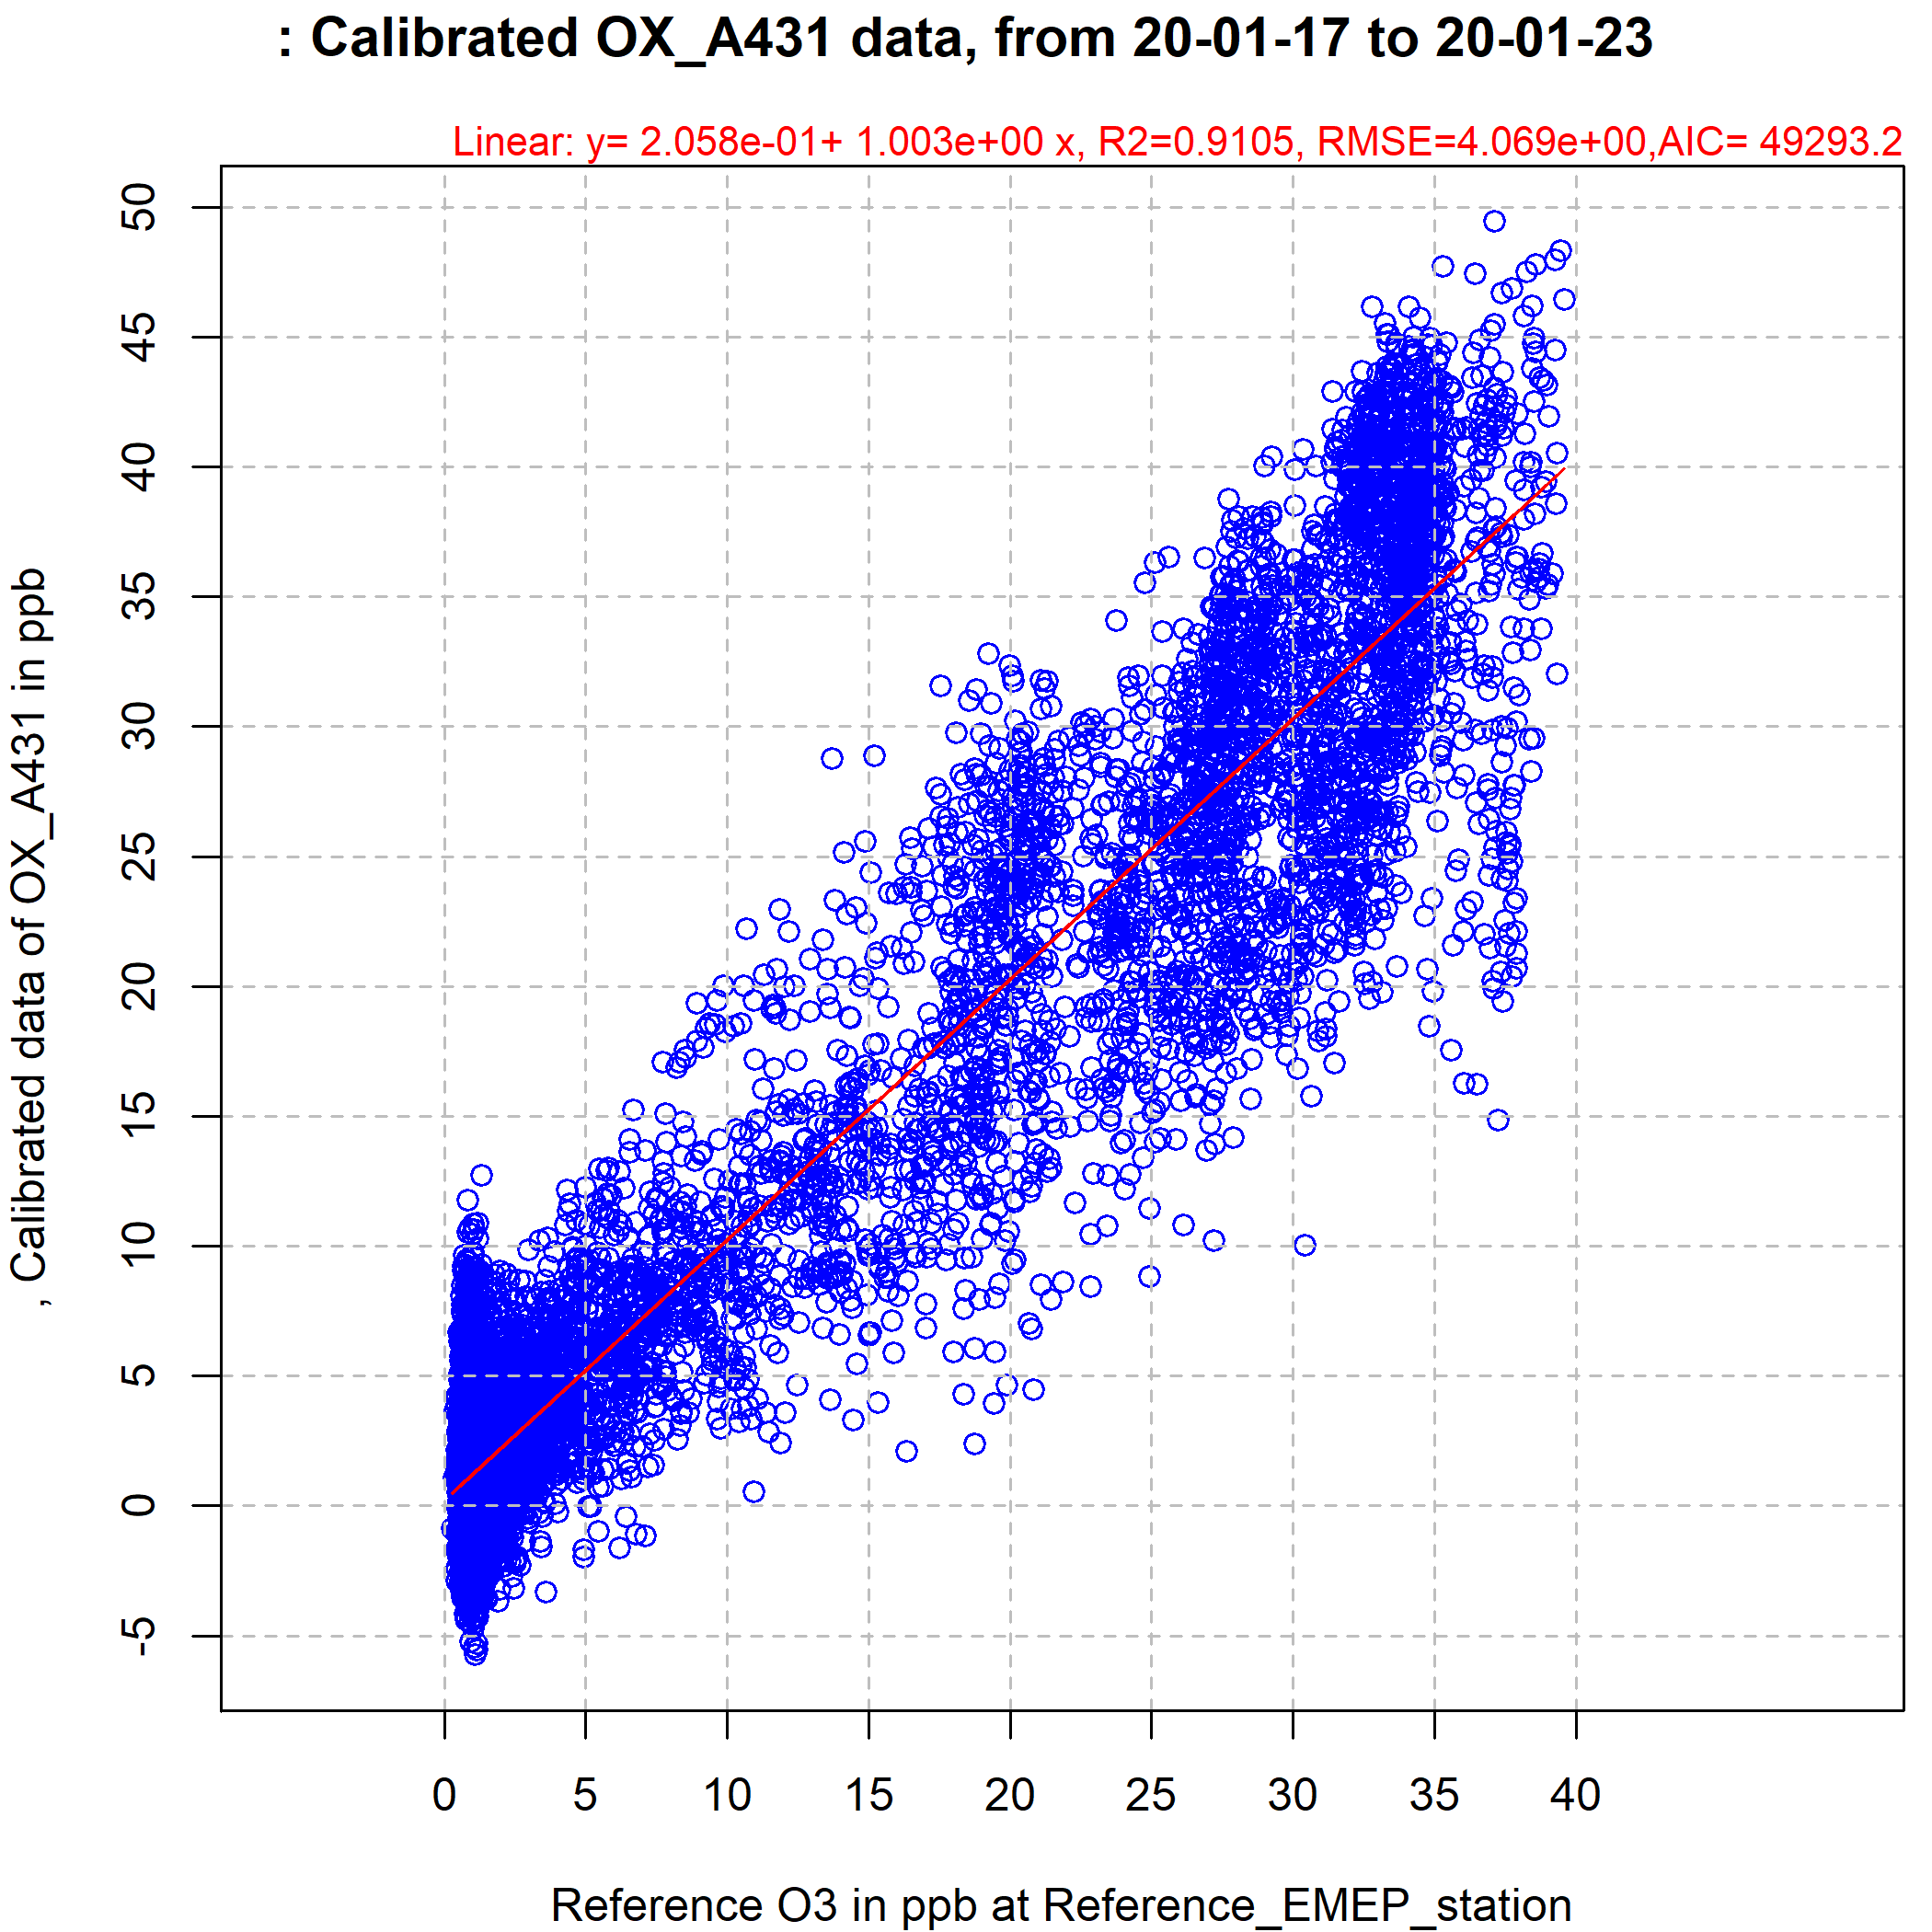 : Calibrated OX_A431 data, from 20-01-17 to 20-01-23
Linear: y= 2.058e-01+ 1.003e+00 x, R2=0.9105, RMSE=4.069e+00,AIC= 49293.2
, Calibrated data of OX_A431 in ppb
50
45
40
35
30
25
20
15
10
5
0
-5
0 5 10 15 20 25 30 35 40
Reference O3 in ppb at Reference_EMEP_station